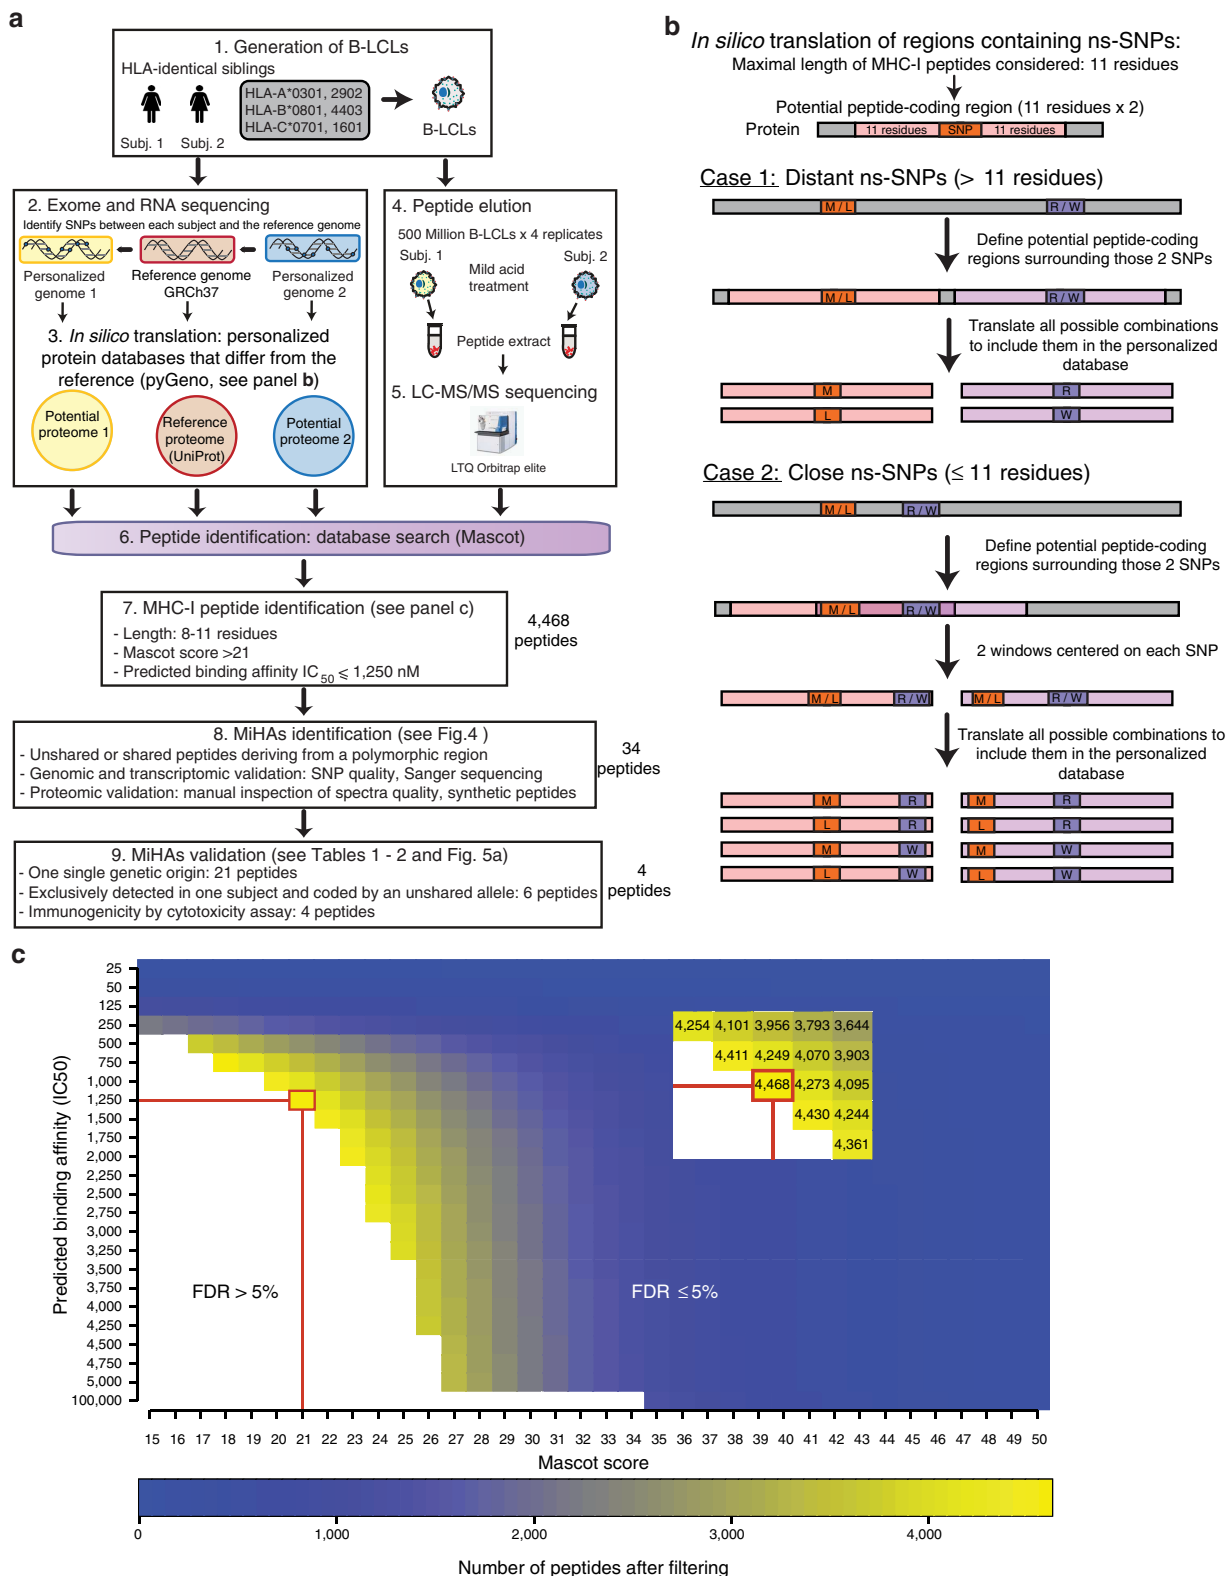 a
1. Generation of B-LCLs
HLA-identical siblings
HLA-A*0301, 2902
HLA-B*0801, 4403
HLA-C*0701, 1601
Subj. 1
Subj. 2
B-LCLs
2. Exome and RNA sequencing
Identify SNPs between each subject and the reference genome
Personalized
genome 1
Reference genome
GRCh37
Personalized
genome 2
3. In silico translation: personalized
protein databases that differ from the
reference (pyGeno, see panel b)
Potential
proteome 1
Reference
proteome
(UniProt)
Potential
proteome 2
4. Peptide elution
500 Million B-LCLs x 4 replicates
Subj. 1
Subj. 2
Mild acid
treatment
Peptide extract
5. LC-MS/MS sequencing
LTQ Orbitrap elite
6. Peptide identification: database search (Mascot)
7. MHC-I peptide identification (see panel c)
- Length: 8-11 residues
- Mascot score >21
- Predicted binding affinity IC50 ⩽ 1,250 nM
4,468
peptides
8. MiHAs identification (see Fig.4 )
- Unshared or shared peptides deriving from a polymorphic region
- Genomic and transcriptomic validation: SNP quality, Sanger sequencing
- Proteomic validation: manual inspection of spectra quality, synthetic peptides
34
peptides
9. MiHAs validation (see Tables 1 - 2 and Fig. 5a)
- One single genetic origin: 21 peptides
- Exclusively detected in one subject and coded by an unshared allele: 6 peptides
- Immunogenicity by cytotoxicity assay: 4 peptides
4
peptides
b
In silico translation of regions containing ns-SNPs:
Maximal length of MHC-I peptides considered: 11 residues
Potential peptide-coding region (11 residues x 2)
Protein
11 residues
SNP
11 residues
Case 1: Distant ns-SNPs (> 11 residues)
M / L
R / W
Define potential peptide-coding
regions surrounding those 2 SNPs
M / L
R / W
Translate all possible combinations
to include them in the personalized
database
M
R
L
W
Case 2: Close ns-SNPs (≤ 11 residues)
M / L
R / W
Define potential peptide-coding
regions surrounding those 2 SNPs
M / L
R / W
2 windows centered on each SNP
M / L
R / W
M / L
R / W
Translate all possible combinations to
include them in the personalized
database
M
R
M
R
L
R
L
R
M
W
M
W
L
W
L
W
c
Predicted binding affinity (IC50)
25
50
125
250
500
750
1,000
1,250
1,500
1,750
2,000
2,250
2,500
2,750
3,000
3,250
3,500
3,750
4,000
4,250
4,500
4,750
5,000
100,000
4,254 4,101 3,956 3,793 3,644
4,411 4,249 4,070 3,903
4,468 4,273 4,095
4,430 4,244
4,361
FDR > 5%
FDR ≤ 5%
15 16 17 18 19 20 21 22 23 24 25 26 27 28 29 30 31 32 33 34 35 36 37 38 39 40 41 42 43 44 45 46 47 48 49 50
Mascot score
0
1,000
2,000
3,000
4,000
Number of peptides after filtering